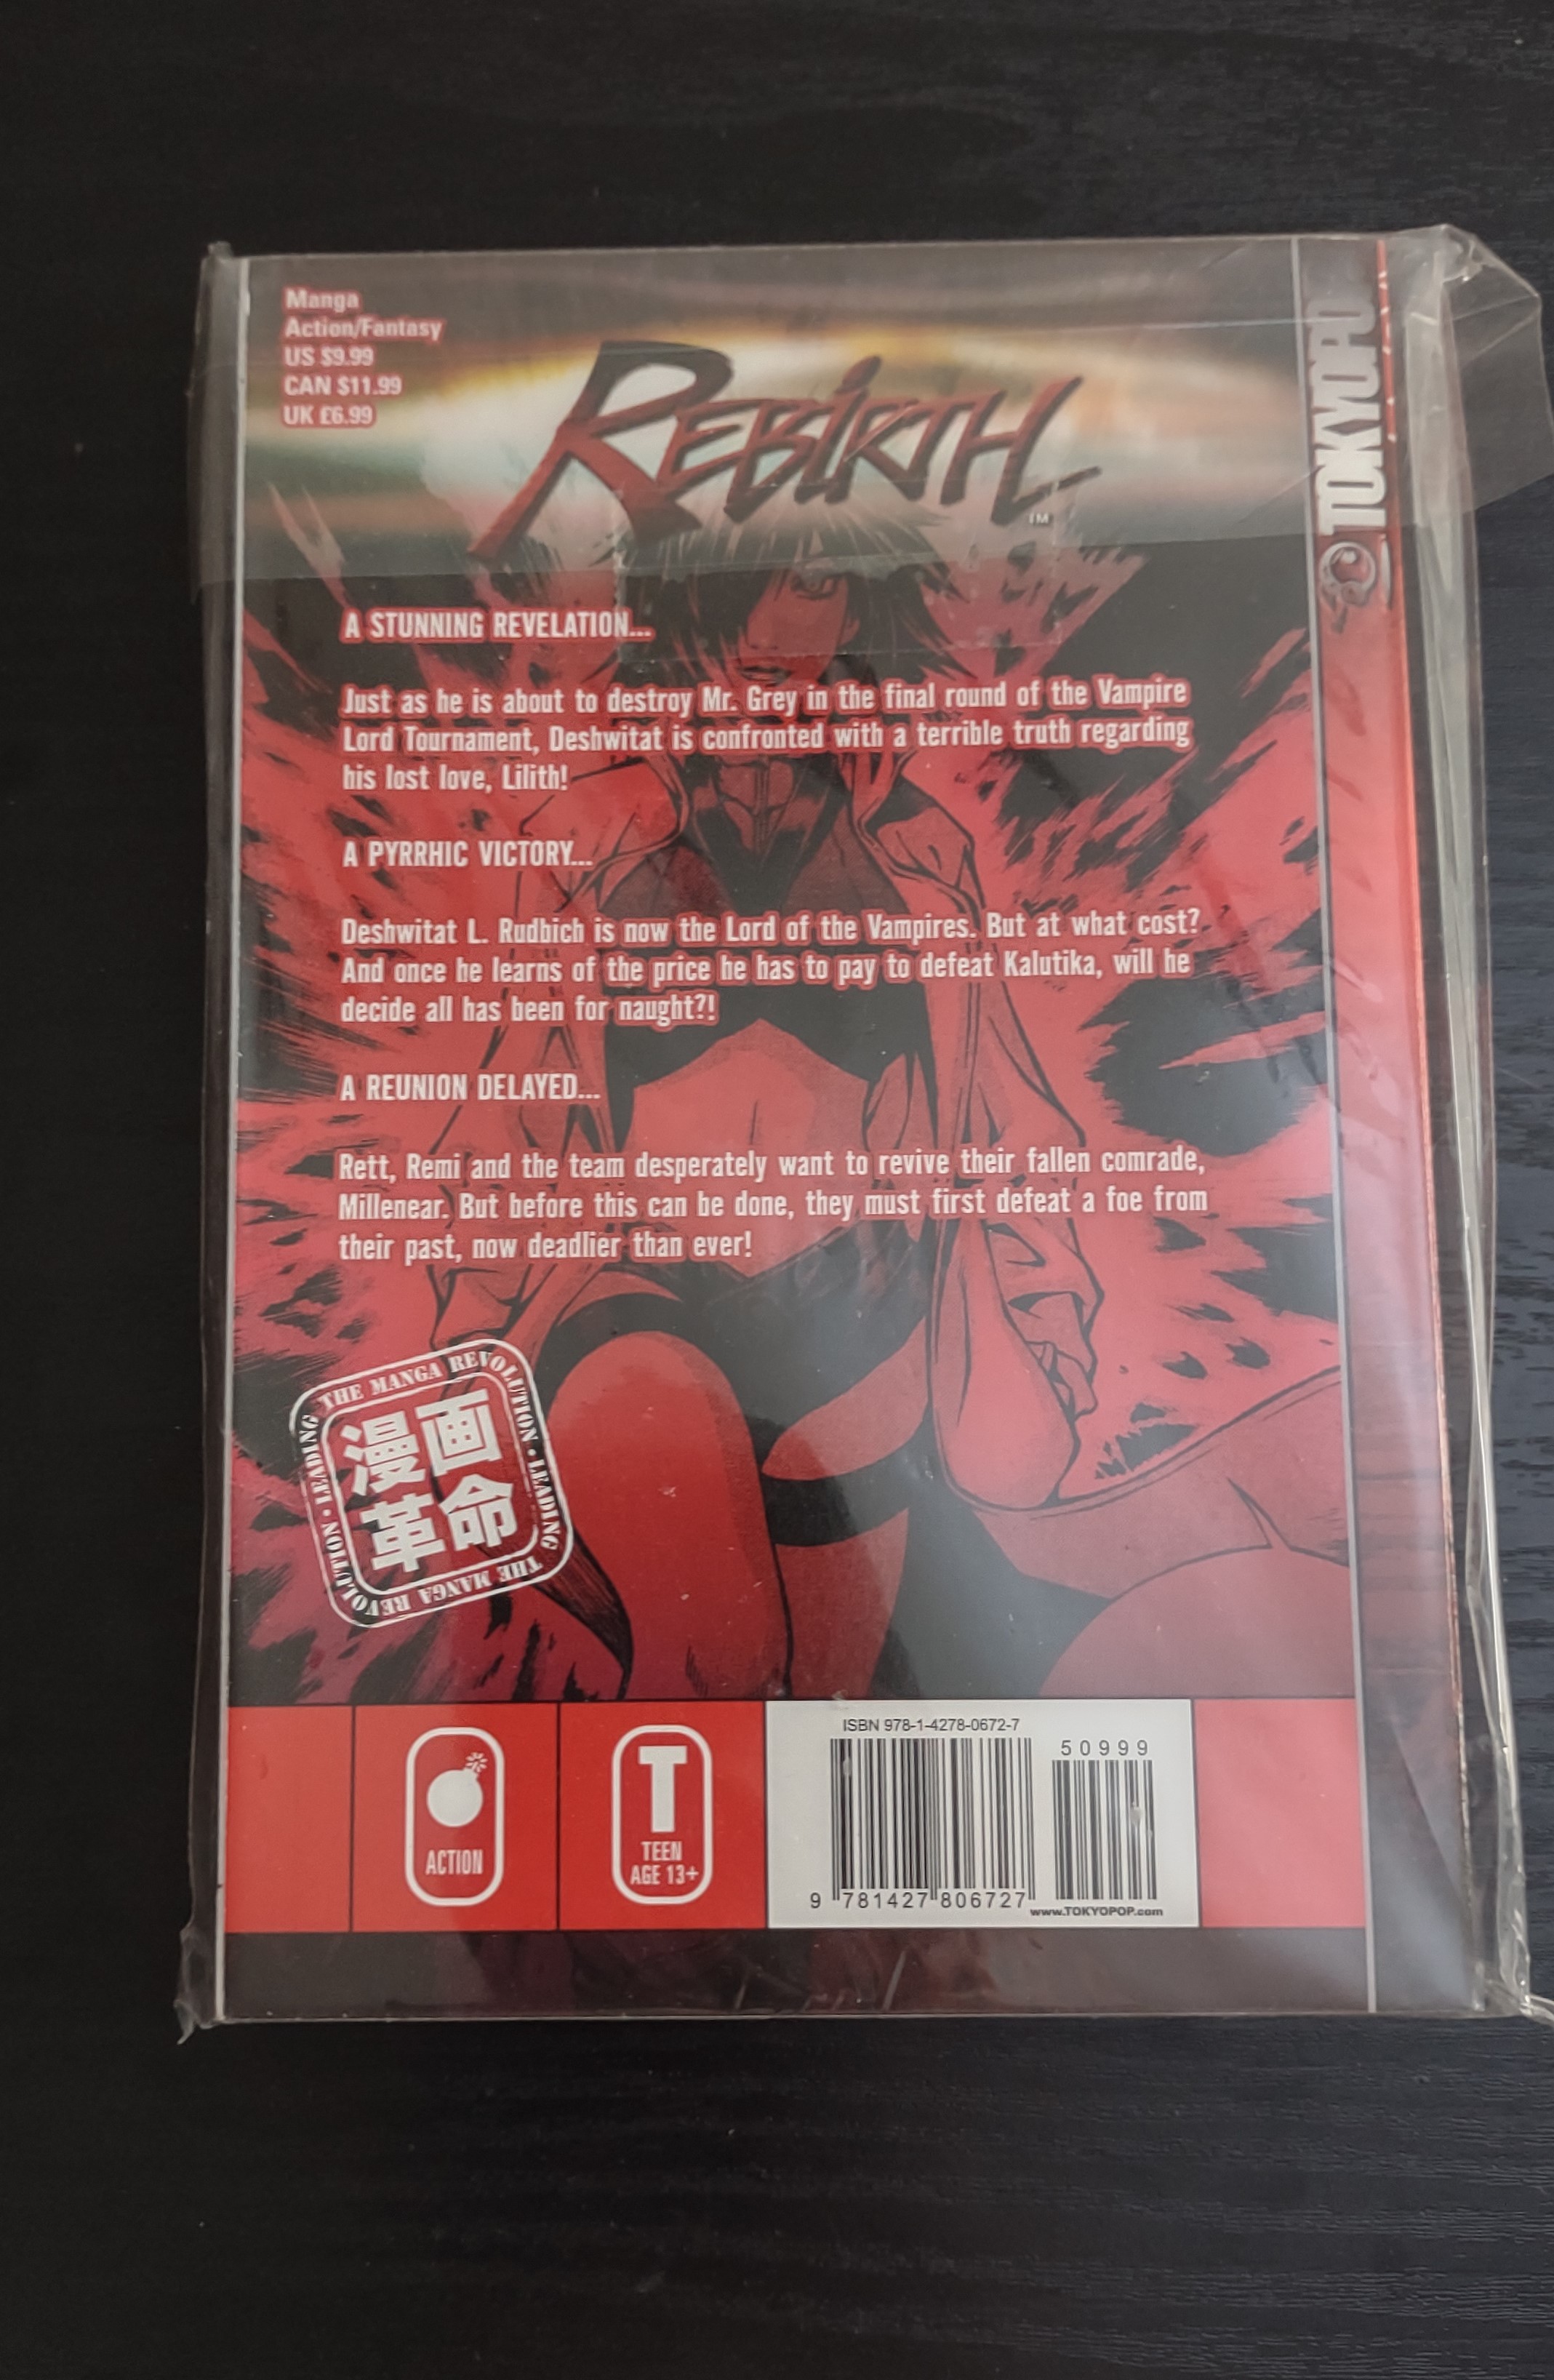 Manga
Action/Fantasy
US $9.99
CAN $11.99
UK £6.99
REBIRTH
TM
TOKYOPO
A STUNNING REVELATION...
Just as he is about to destroy Mr. Grey in the final round of the Vampire
Lord Tournament, Deshwitat is confronted with a terrible truth regarding
his lost love, Lilith!
A PYRRHIC VICTORY...
Deshwitat L. Rudbich is now the Lord of the Vampires. But at what cost?
And once he learns of the price he has to pay to defeat Kalutika, will he
decide all has been for naught?!
A REUNION DELAYED...
Rett, Remi and the team desperately want to revive their fallen comrade,
Millenear. But before this can be done, they must first defeat a foe from
their past, now deadlier than ever!
LEADING THE MANGA REVOLUTION • LEADING THE MANGA REVOLUTION •
漫画
革命
ACTION
T
TEEN
AGE 13+
ISBN 978-1-4278-0672-7
50999
9 781427 806727
www.TOKYOPOP.com